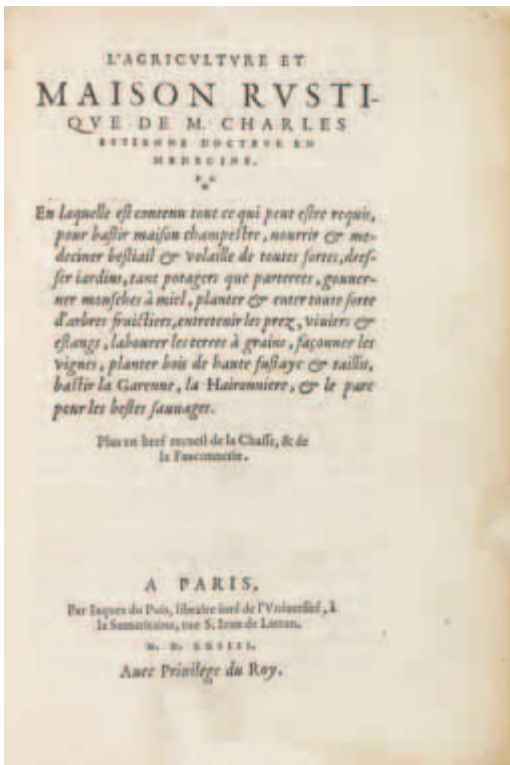 L'AGRICVLTVRE ET
MAISON RVSTI-
QVE DE M. CHARLES
ESTIENNE DOCTEVR EN
MEDECINE.
En laquelle est contenu tout ce qui peut estre requis,
pour bastir maison champestre, nourrir & me-
deciner bestiail & volaille de toutes sortes, dres-
ser iardins, tant potagers que parterres, gouuer-
ner mousches à miel, planter & enter toute sorte
d'arbres fruictiers, entretenir les prez, viuiers &
estangs, labourer les terres à grains, façonner les
vignes, planter bois de haute fustaye & taillis,
bastir la Garenne, la Haironniere, & le parc
pour les bestes sauuages.
Plus vn bref recueil de la Chasse, & de
la Fauconnerie.
A PARIS,
Par Iaques du Puis, libraire iuré de l'Vniuersité, à
la Samaritaine, rue S. Iean de Latran.
M. D. LXIIII.
Auec Priuilege du Roy.